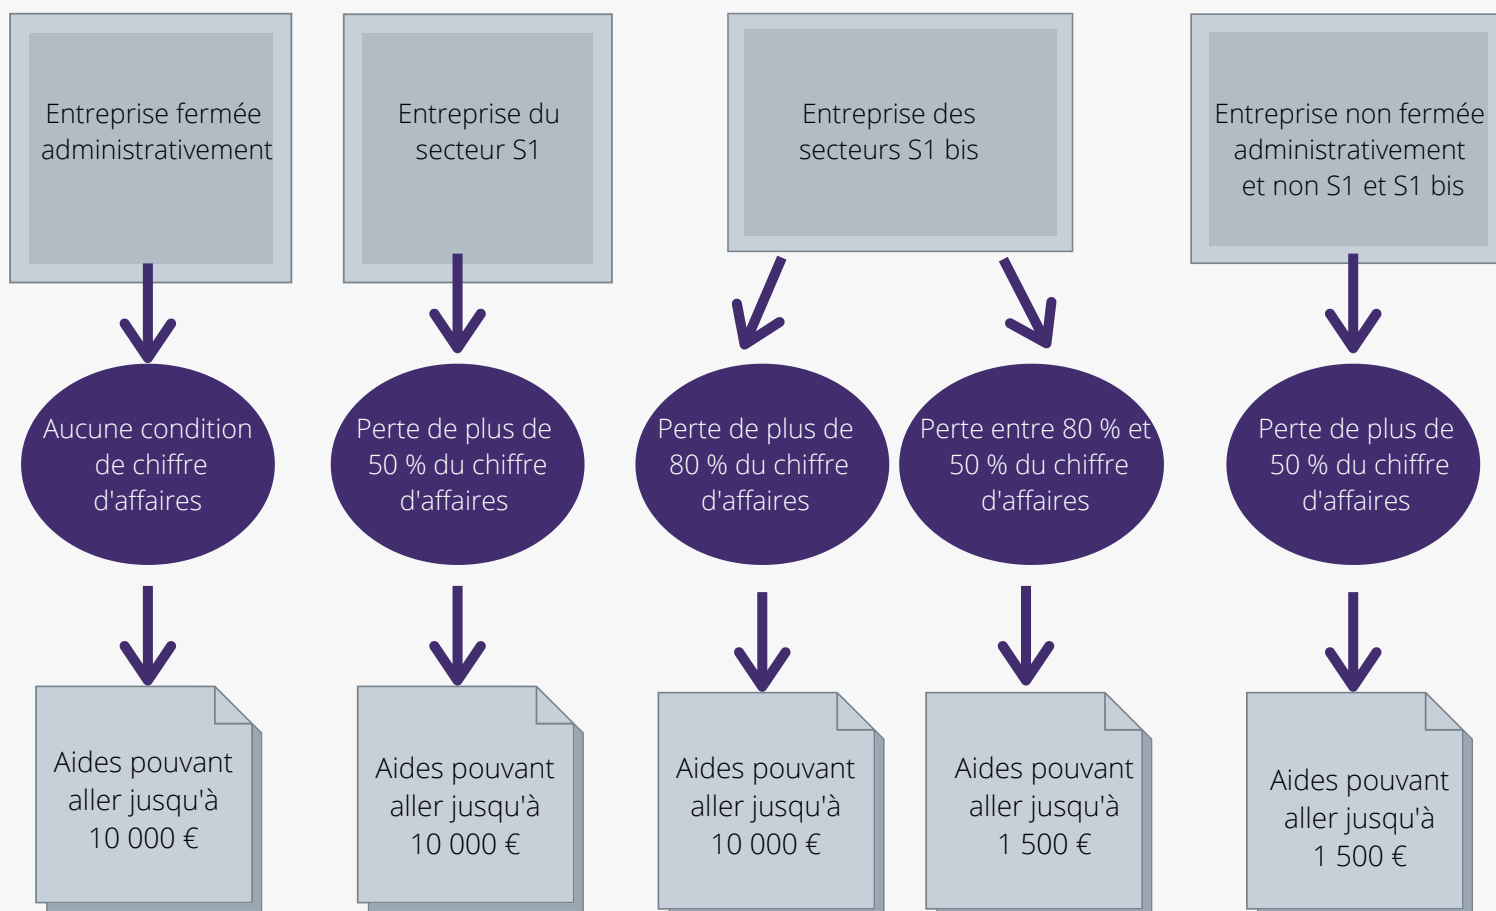 Entreprise fermée
administrativement
Entreprise du
secteur S1
Entreprise des
secteurs S1 bis
Entreprise non fermée
administrativement
et non S1 et S1 bis
Aucune condition
de chiffre
d'affaires
Perte de plus de
50 % du chiffre
d'affaires
Perte de plus de
80 % du chiffre
d'affaires
Perte entre 80 % et
50 % du chiffre
d'affaires
Perte de plus de
50 % du chiffre
d'affaires
Aides pouvant
aller jusqu'à
10 000 €
Aides pouvant
aller jusqu'à
10 000 €
Aides pouvant
aller jusqu'à
10 000 €
Aides pouvant
aller jusqu'à
1 500 €
Aides pouvant
aller jusqu'à
1 500 €